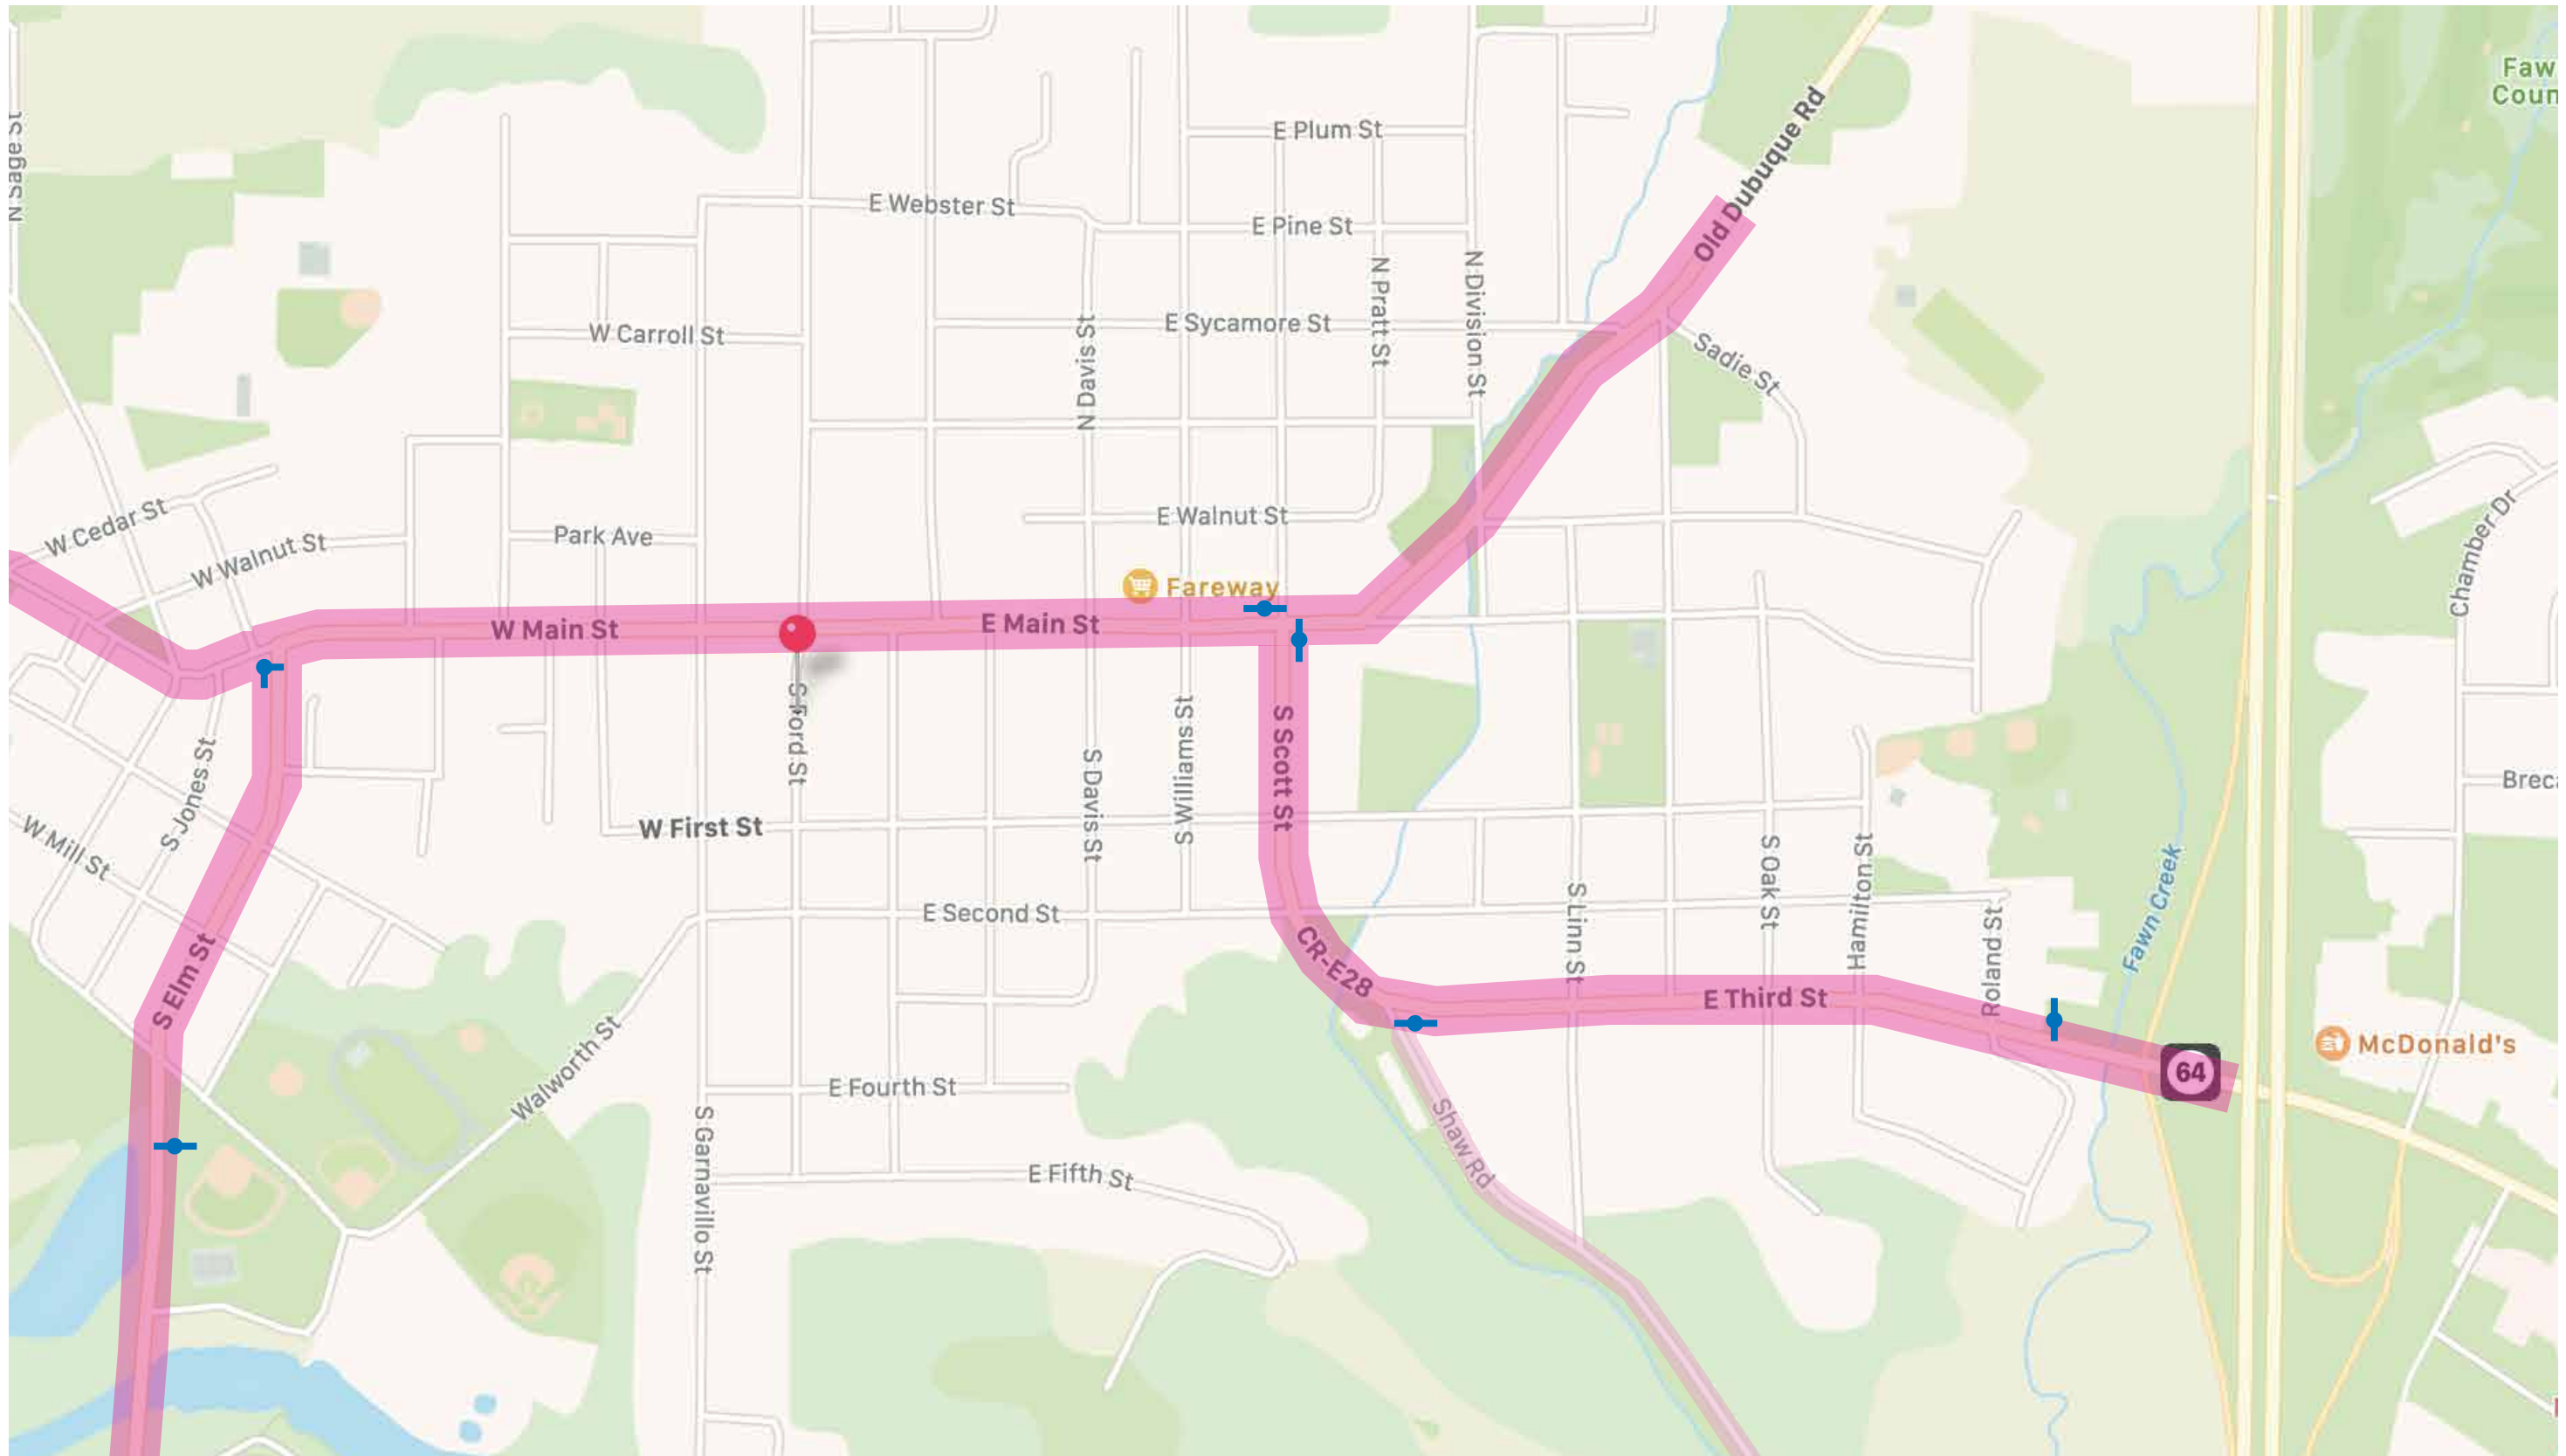 Faw
Coun
N Sage St
E Plum St
Old Dubuque Rd
E Webster St
E Pine St
N Pratt St
N Division St
W Carroll St
N Davis St
E Sycamore St
Sadie St
W Cedar St
W Walnut St
Park Ave
E Walnut St
Chamber Dr
Fareway
W Main St
E Main St
S Ford St
S Jones St
S Davis St
S Williams St
S Scott St
Brec
W Mill St
W First St
S Oak St
Hamilton St
Fawn Creek
E Second St
S Linn St
Roland St
S Elm St
CR-E28
E Third St
McDonald's
64
Walworth St
E Fourth St
Shaw Rd
S Garnavillo St
E Fifth St